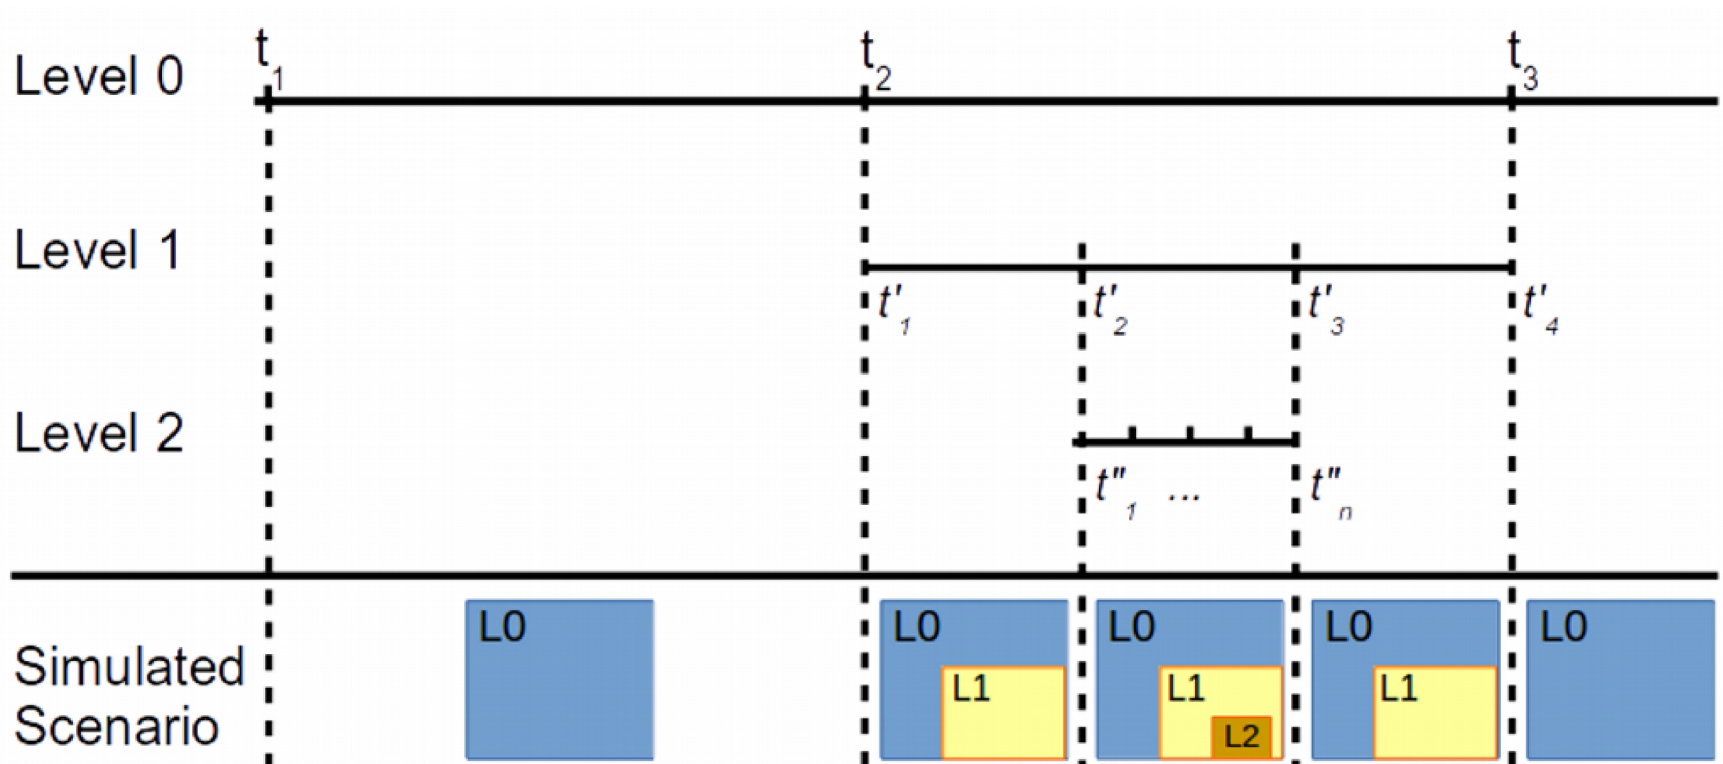 Level 0
t1
t2
t3
Level 1
t'1
t'2
t'3
t'4
Level 2
t"1 ...
t"n
Simulated
Scenario
L0
L0
L1
L0
L1
L2
L0
L1
L0